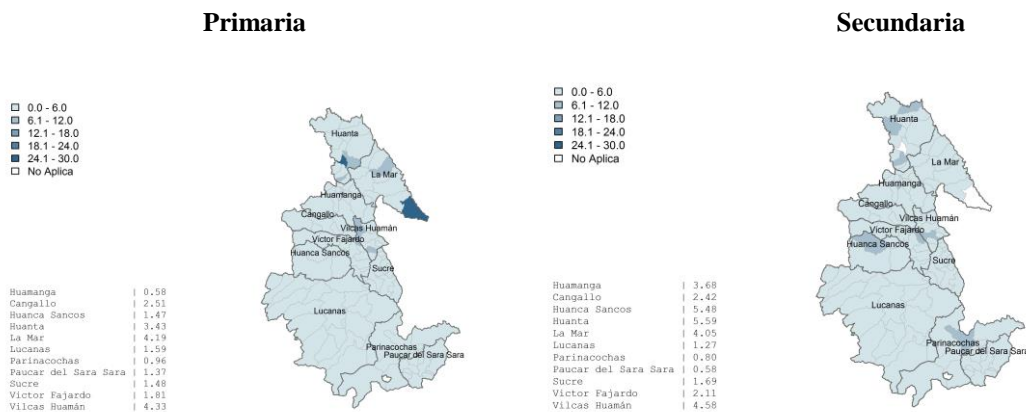 Primaria
0.0 - 6.0
6.1 - 12.0
12.1 - 18.0
18.1 - 24.0
24.1 - 30.0
No Aplica
Huanta
La Mar
Huamanga
Cangallo
Vilcas Huamán
Victor Fajardo
Huanca Sancos
Sucre
Lucanas
Parinacochas
Paucar del Sara Sara
Huamanga | 0.58
Cangallo | 2.51
Huanca Sancos | 1.47
Huanta | 3.43
La Mar | 4.19
Lucanas | 1.59
Parinacochas | 0.96
Paucar del Sara Sara | 1.37
Sucre | 1.48
Victor Fajardo | 1.81
Vilcas Huamán | 4.33
Secundaria
0.0 - 6.0
6.1 - 12.0
12.1 - 18.0
18.1 - 24.0
24.1 - 30.0
No Aplica
Huanta
La Mar
Huamanga
Cangallo
Vilcas Huamán
Victor Fajardo
Huanca Sancos
Sucre
Lucanas
Parinacochas
Paucar del Sara Sara
Huamanga | 3.68
Cangallo | 2.42
Huanca Sancos | 5.48
Huanta | 5.59
La Mar | 4.05
Lucanas | 1.27
Parinacochas | 0.80
Paucar del Sara Sara | 0.58
Sucre | 1.69
Victor Fajardo | 2.11
Vilcas Huamán | 4.58